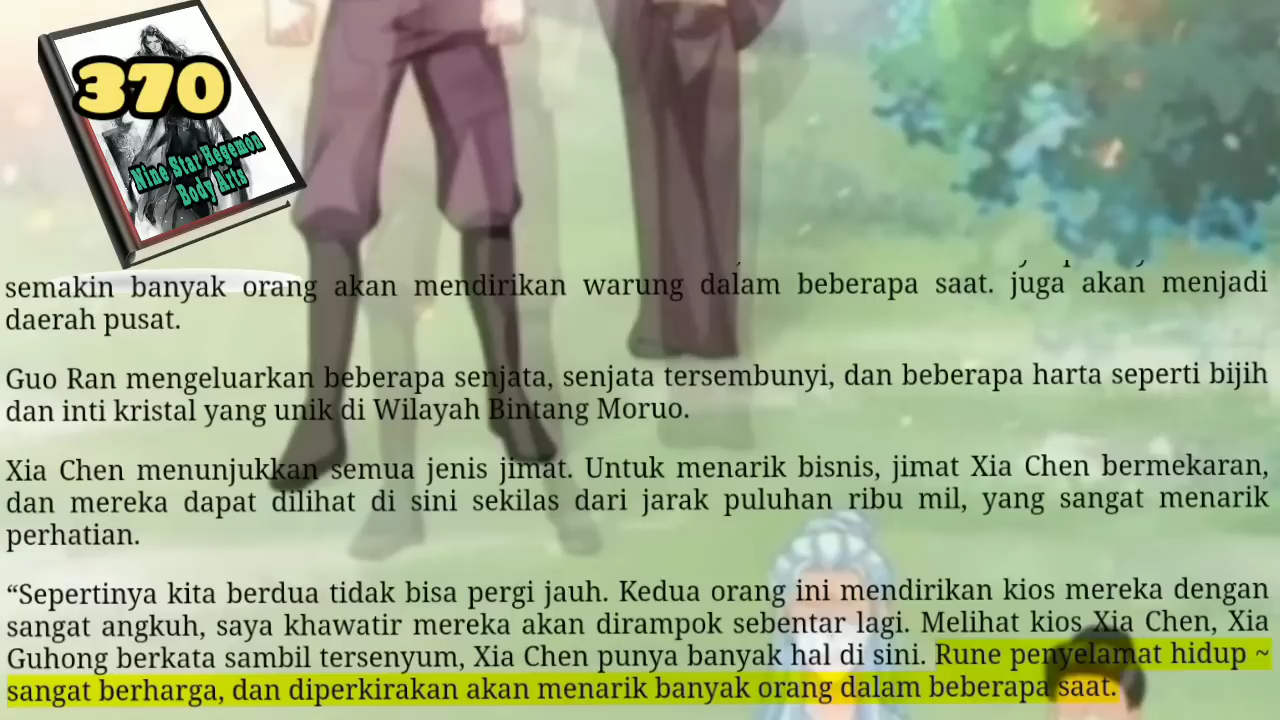 370
Nine Star Hegemon
Body Arts
semakin banyak orang akan mendirikan warung dalam beberapa saat. juga akan menjadi
daerah pusat.
Guo Ran mengeluarkan beberapa senjata, senjata tersembunyi, dan beberapa harta seperti bijih
dan inti kristal yang unik di Wilayah Bintang Moruo.
Xia Chen menunjukkan semua jenis jimat. Untuk menarik bisnis, jimat Xia Chen bermekaran,
dan mereka dapat dilihat di sini sekilas dari jarak puluhan ribu mil, yang sangat menarik
perhatian.
“Sepertinya kita berdua tidak bisa pergi jauh. Kedua orang ini mendirikan kios mereka dengan
sangat angkuh, saya khawatir mereka akan dirampok sebentar lagi. Melihat kios Xia Chen, Xia
Guhong berkata sambil tersenyum, Xia Chen punya banyak hal di sini. Rune penyelamat hidup ~
sangat berharga, dan diperkirakan akan menarik banyak orang dalam beberapa saat.